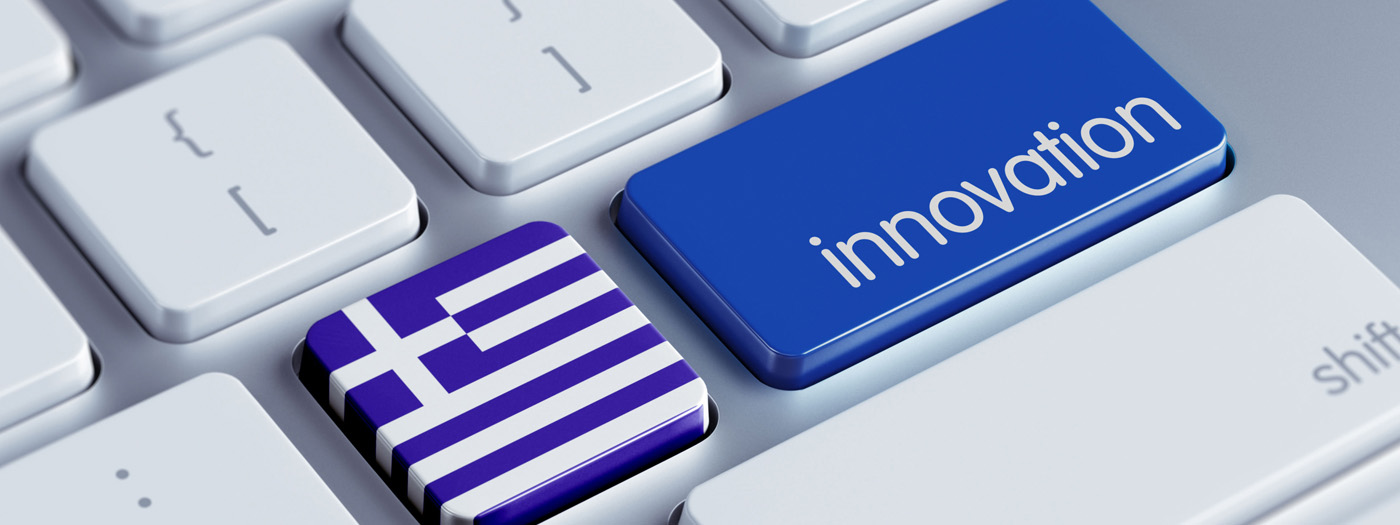 {
[
]
innovation
shift